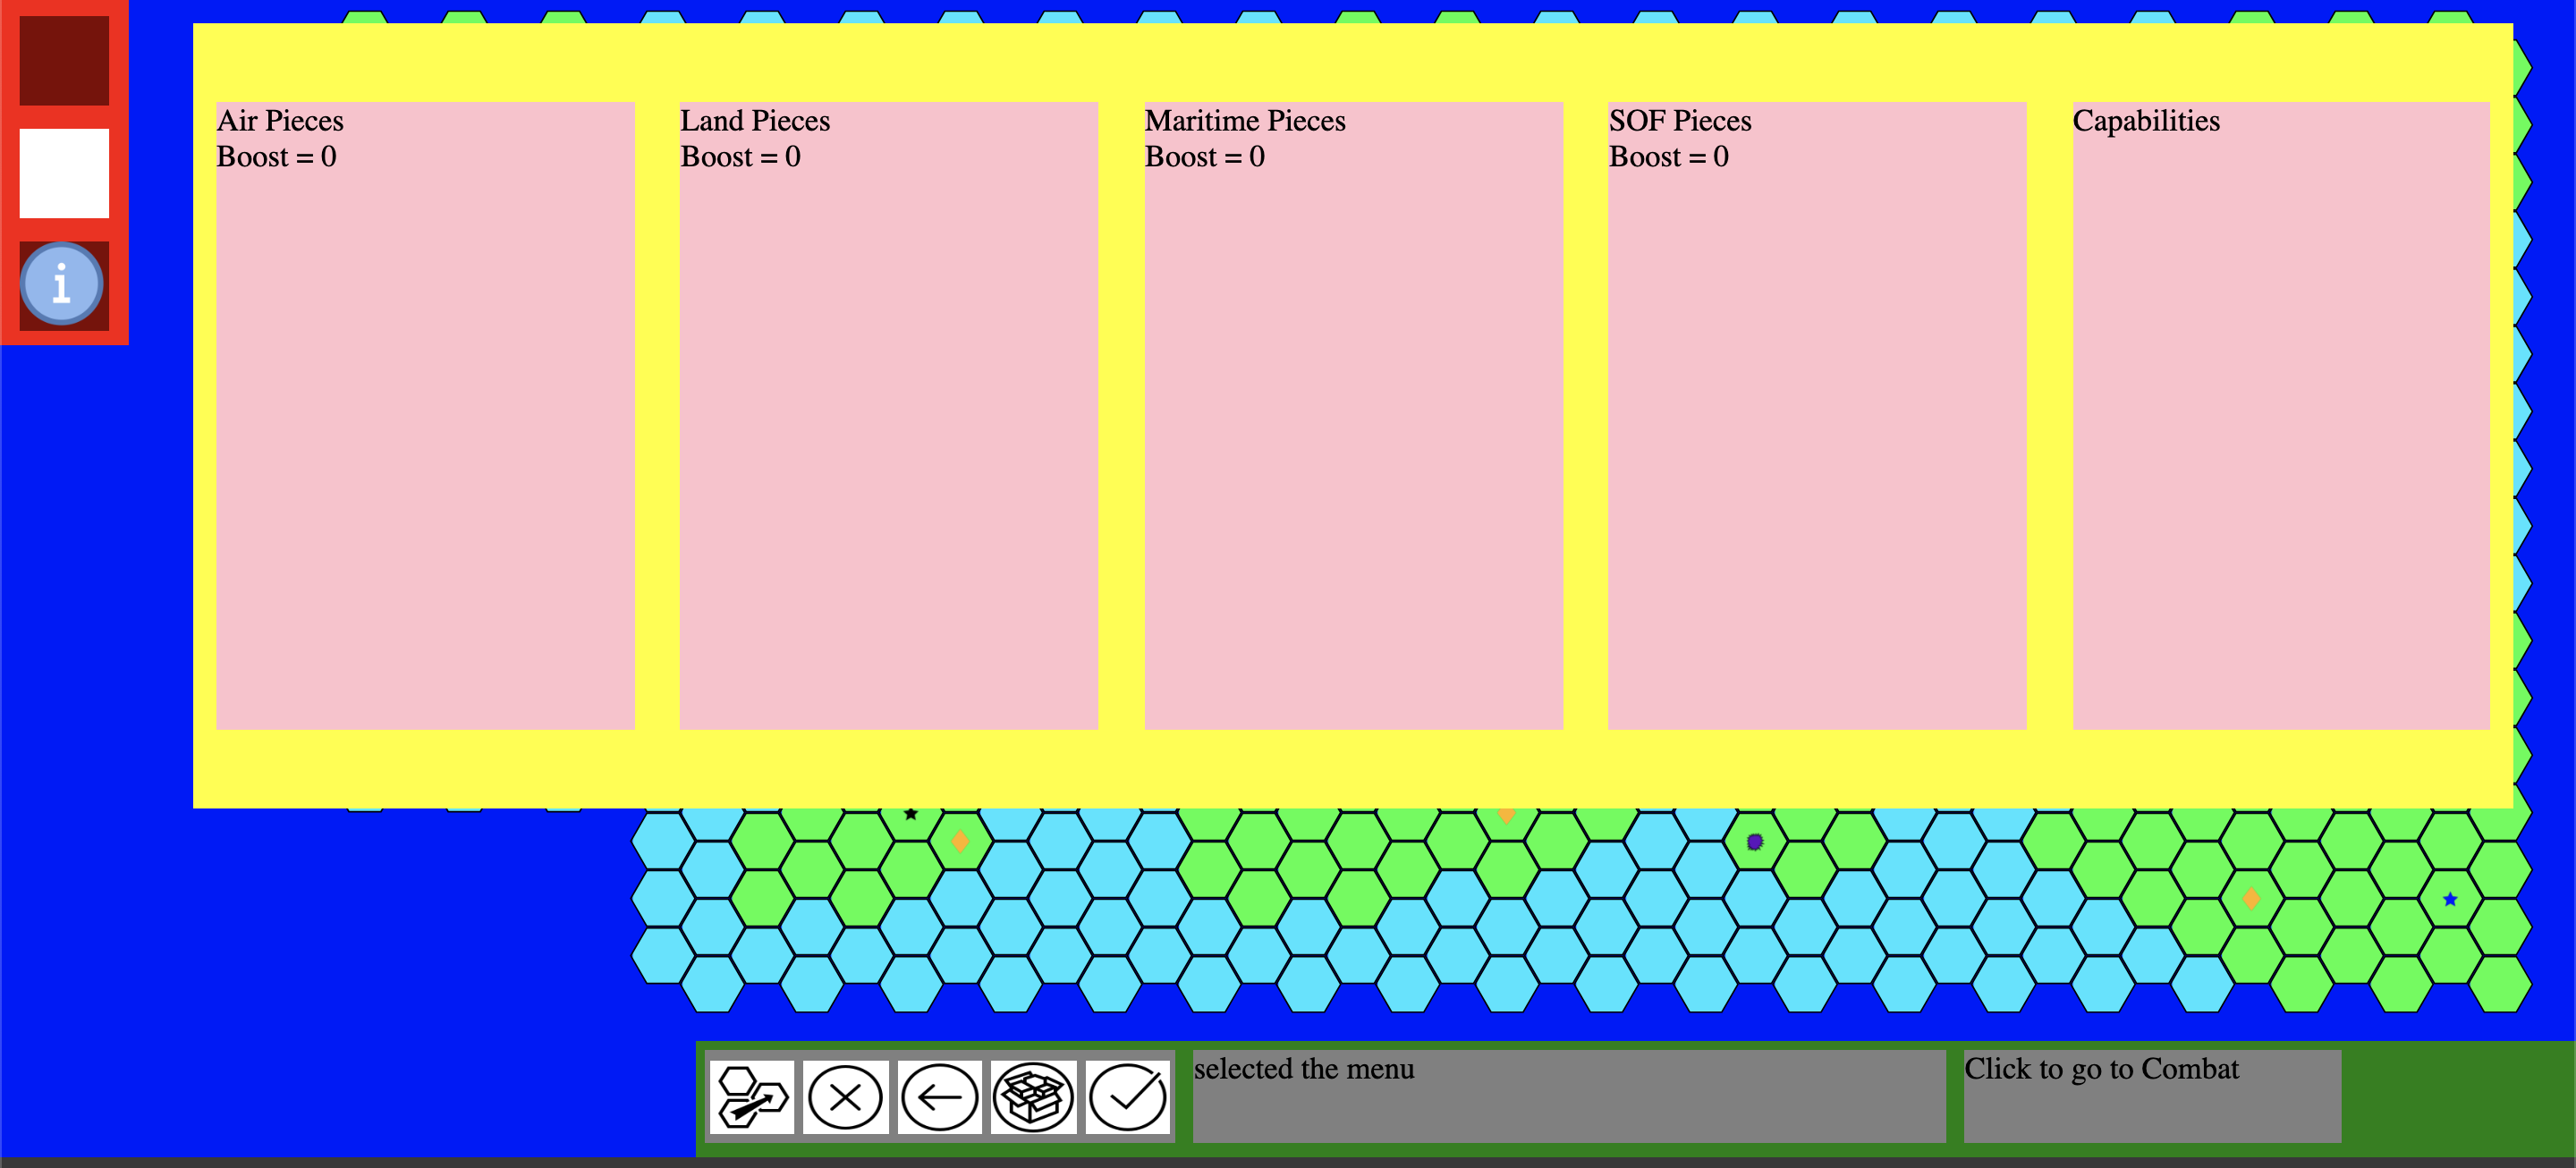 Air Pieces
Boost = 0
Land Pieces
Boost = 0
Maritime Pieces
Boost = 0
SOF Pieces
Boost = 0
Capabilities
i
selected the menu
Click to go to Combat